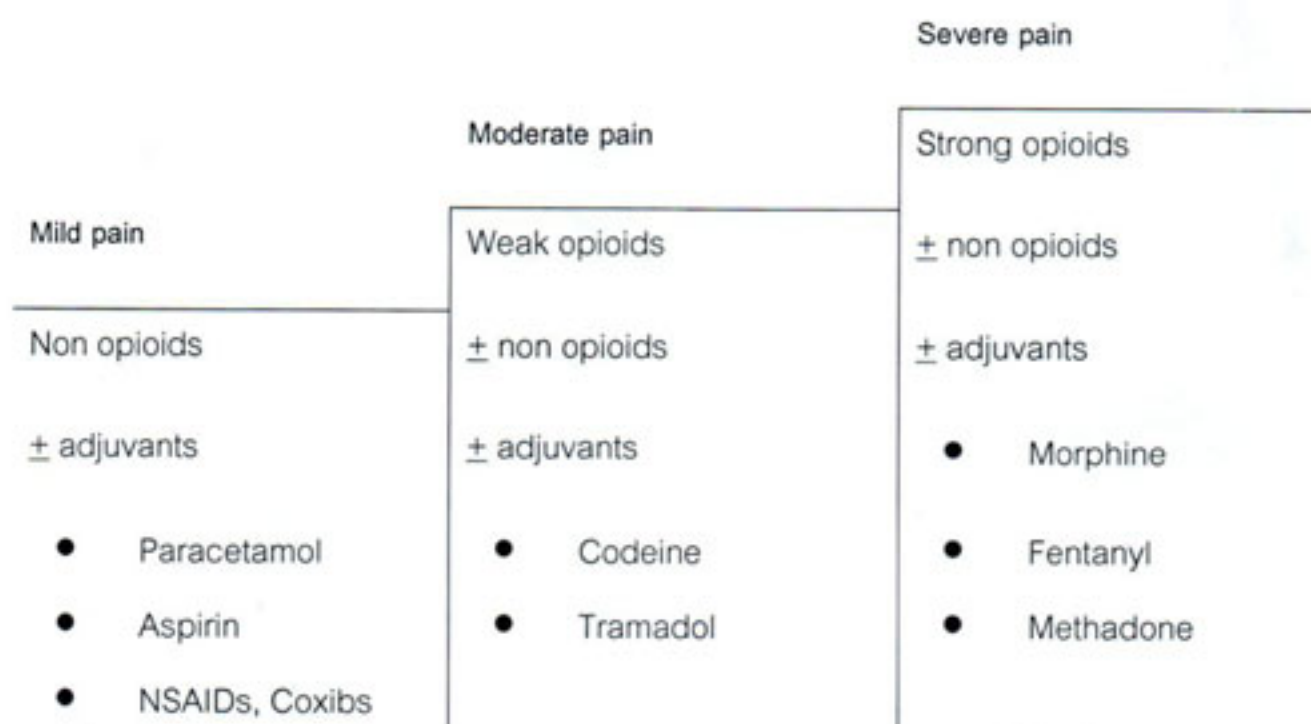 Mild pain
Non opioids
± adjuvants
● Paracetamol
● Aspirin
● NSAIDs, Coxibs
Moderate pain
Weak opioids
± non opioids
± adjuvants
● Codeine
● Tramadol
Severe pain
Strong opioids
± non opioids
± adjuvants
● Morphine
● Fentanyl
● Methadone